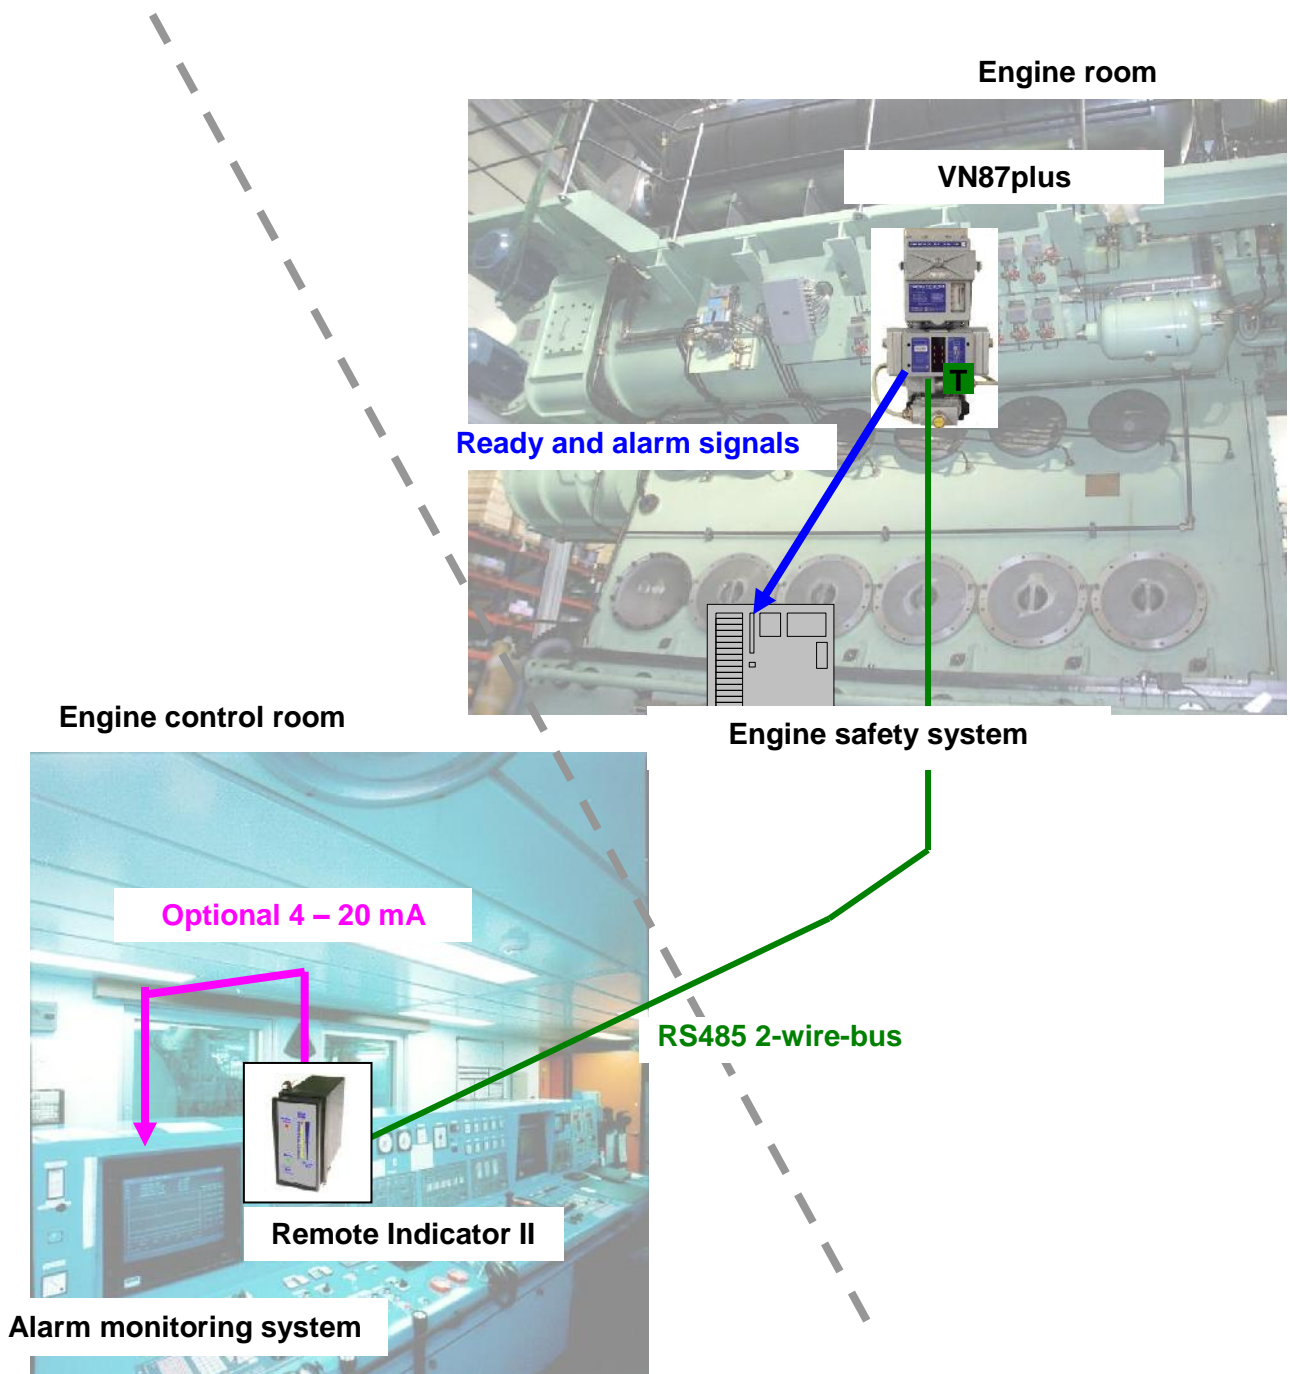 Engine room
VN87plus
T
Ready and alarm signals
Engine control room
Engine safety system
Optional 4 – 20 mA
RS485 2-wire-bus
Remote Indicator II
Alarm monitoring system